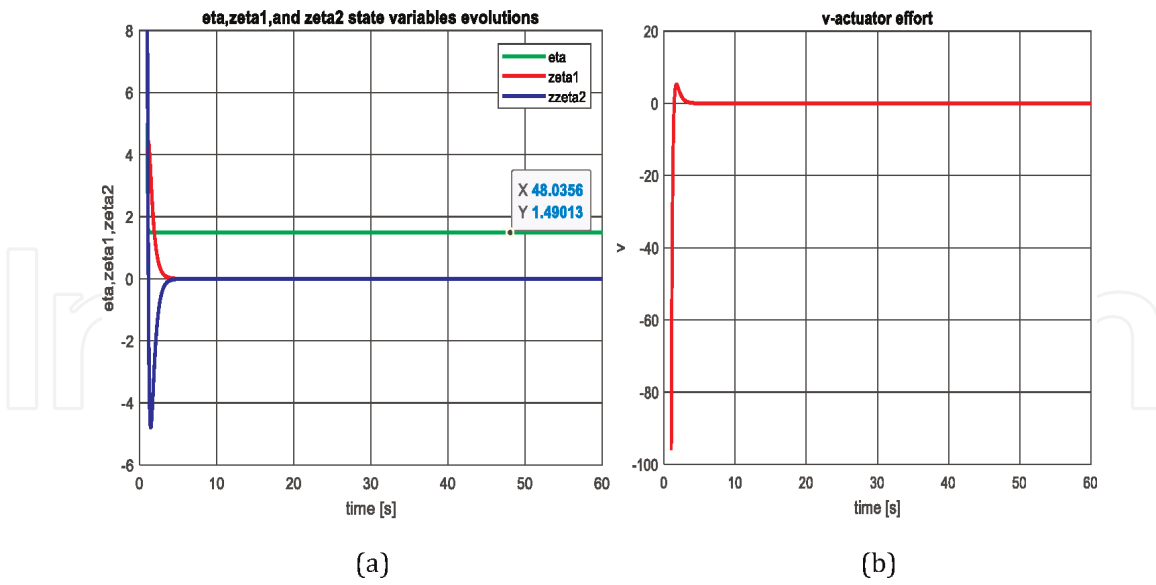 eta,zeta1,and zeta2 state variables evolutions
8
6
4
2
0
-2
-4
-6
eta,zeta1,zeta2
eta
zeta1
zzeta2
X 48.0356
Y 1.49013
0
10
20
30
40
50
60
time [s]
(a)
v-actuator effort
20
0
-20
-40
-60
-80
-100
v
0
10
20
30
40
50
60
time [s]
(b)